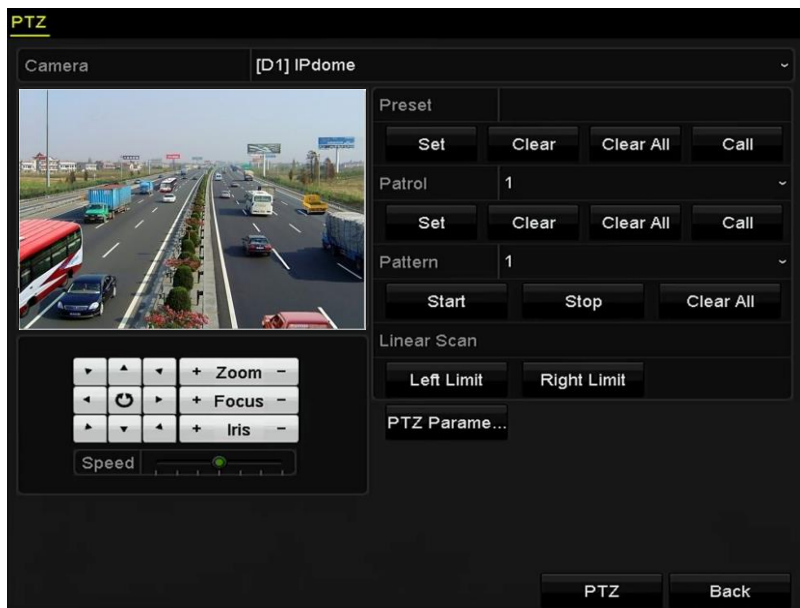 PTZ
Camera [D1] IPdome
Preset
Set Clear Clear All Call
Patrol 1
Set Clear Clear All Call
Pattern 1
Start Stop Clear All
Linear Scan
Left Limit Right Limit
PTZ Parame...
+ Zoom -
+ Focus -
+ Iris -
Speed
PTZ Back